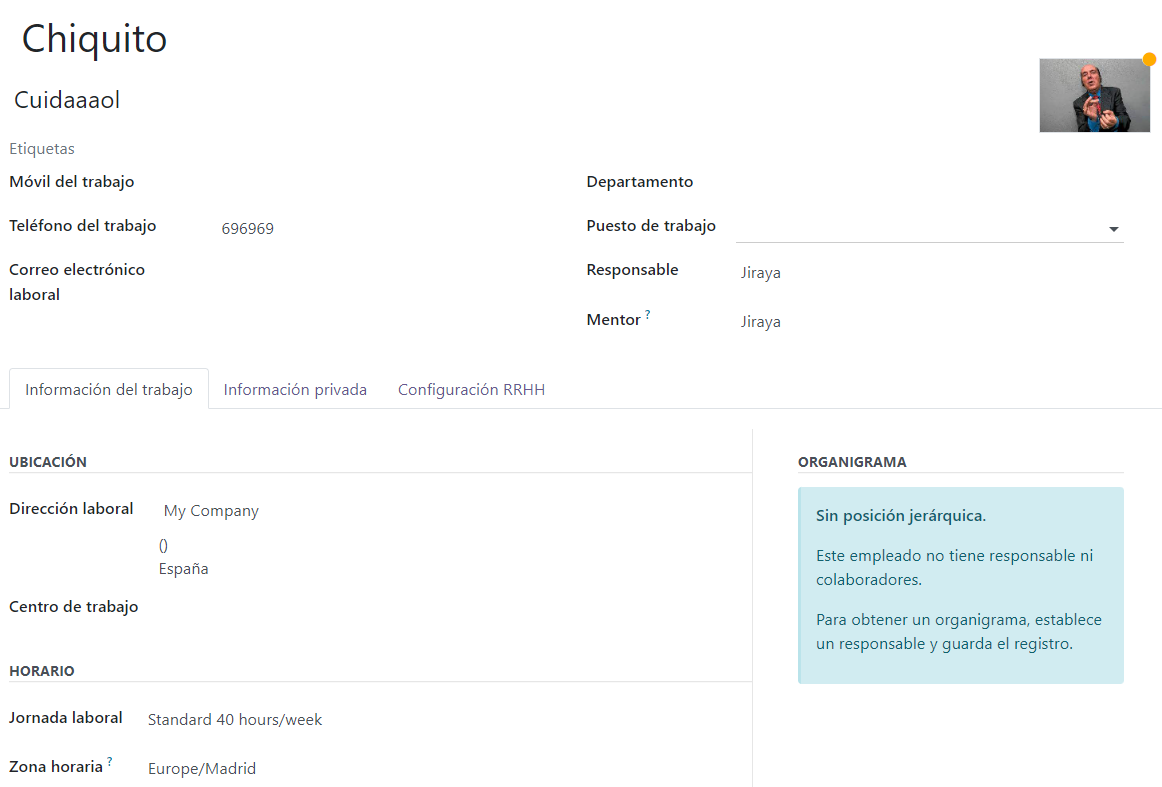 Chiquito
Cuidaaaol
Etiquetas
Móvil del trabajo
Departamento
Teléfono del trabajo 696969
Puesto de trabajo
Correo electrónico
laboral
Responsable Jiraya
Mentor ? Jiraya
Información del trabajo Información privada Configuración RRHH
UBICACIÓN
Dirección laboral My Company
()
España
Centro de trabajo
HORARIO
Jornada laboral Standard 40 hours/week
Zona horaria ? Europe/Madrid
ORGANIGRAMA
Sin posición jerárquica.
Este empleado no tiene responsable ni
colaboradores.
Para obtener un organigrama, establece
un responsable y guarda el registro.